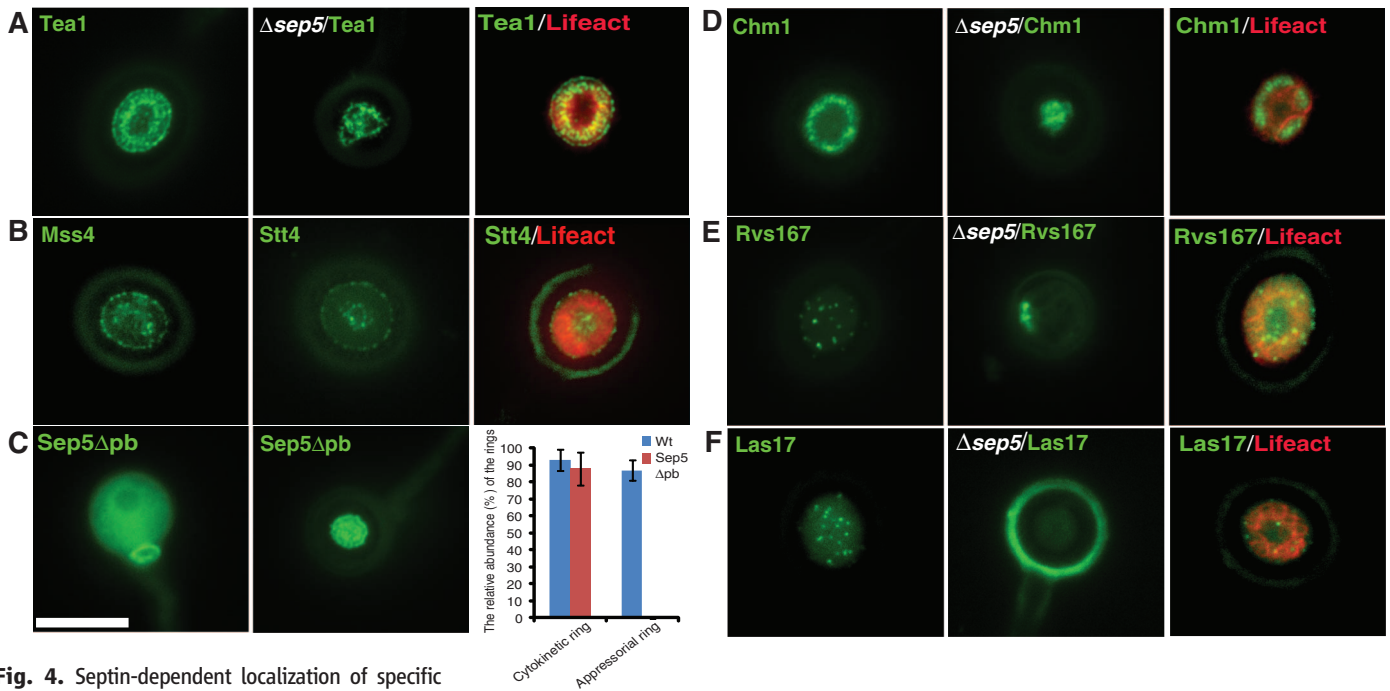 A
Tea1
Δsep5/Tea1
Tea1/Lifeact
B
Mss4
Stt4
Stt4/Lifeact
C
Sep5Δpb
Sep5Δpb
The relative abundance (%) of the rings
100
90
80
70
60
50
40
30
20
10
0
Wt
Sep5
Δpb
Cytokinetic ring
Appressorial ring
D
Chm1
Δsep5/Chm1
Chm1/Lifeact
E
Rvs167
Δsep5/Rvs167
Rvs167/Lifeact
F
Las17
Δsep5/Las17
Las17/Lifeact
Fig. 4. Septin-dependent localization of specific